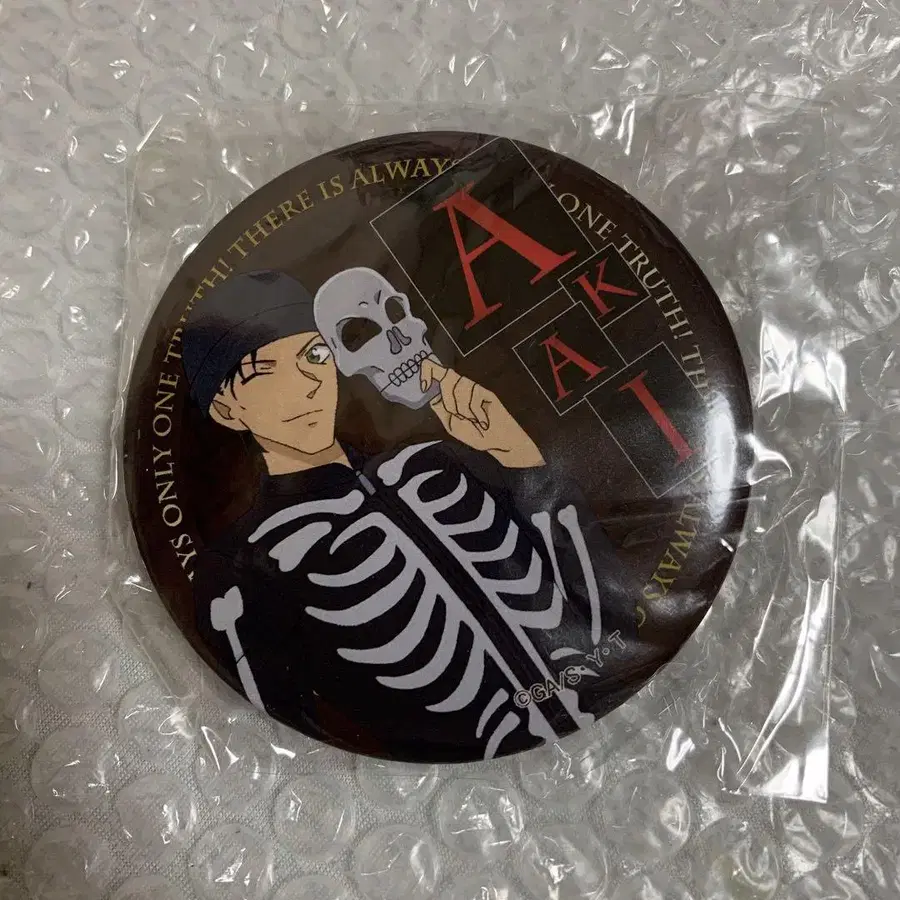 YS ONLY ONE TRUTH! THERE IS ALWAYS
ONE TRUTH! TH
S ALWAYS
A
K
A
I
©GA/S・Y・T